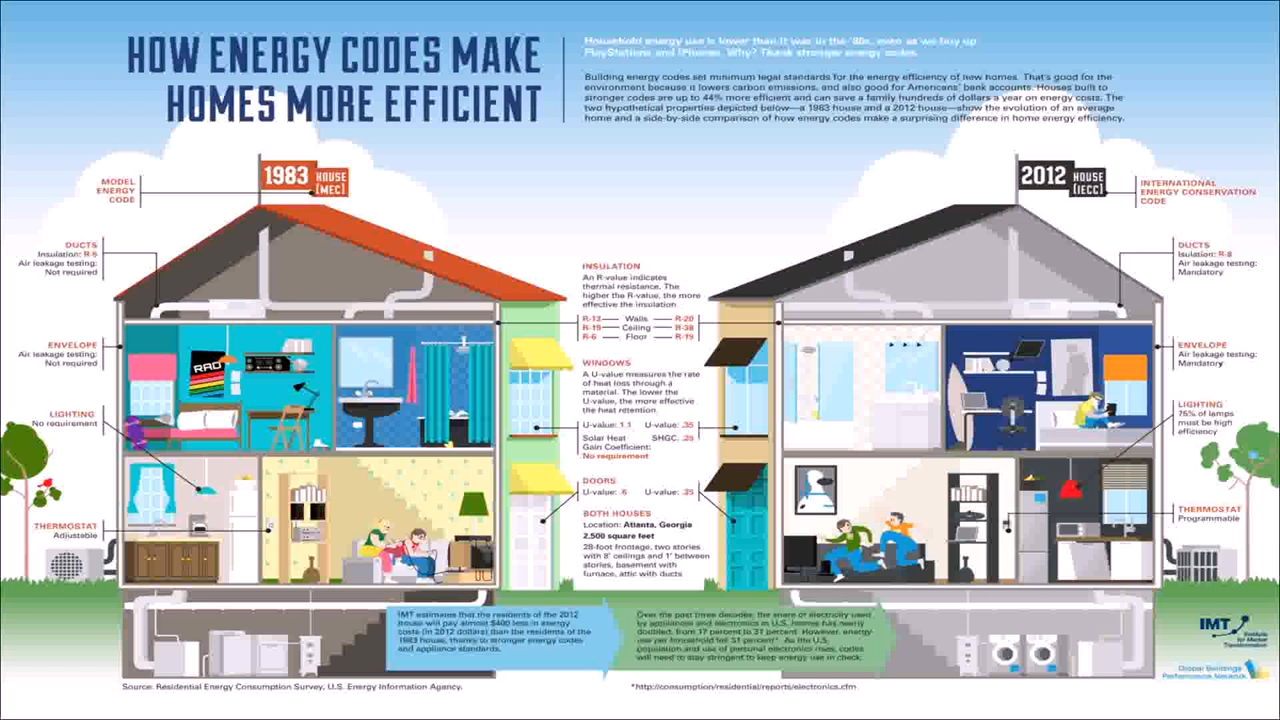 HOW ENERGY CODES MAKE
HOMES MORE EFFICIENT
Household energy use is lower than it was in the '80s, even as we buy up
PlayStations and iPhones. Why? Thank stronger energy codes.
Building energy codes set minimum legal standards for the energy efficiency of new homes. That's good for the
environment because it lowers carbon emissions, and also good for Americans' bank accounts. Houses built to
stronger codes are up to 44% more efficient and can save a family hundreds of dollars a year on energy costs. The
two hypothetical properties depicted below—a 1983 house and a 2012 house—show the evolution of an average
home and a side-by-side comparison of how energy codes make a surprising difference in home energy efficiency.
MODEL
ENERGY
CODE
1983 HOUSE
[MEC]
2012 HOUSE
[IECC]
INTERNATIONAL
ENERGY CONSERVATION
CODE
DUCTS
Insulation: R-5
Air leakage testing:
Not required
ENVELOPE
Air leakage testing:
Not required
LIGHTING
No requirement
THERMOSTAT
Adjustable
RAD
INSULATION
An R-value indicates
thermal resistance. The
higher the R-value, the more
effective the insulation
R-13 Walls R-20
R-19 Ceiling R-38
R-6 Floor R-19
WINDOWS
A U-value measures the rate
of heat loss through a
material. The lower the
U-value, the more effective
the heat retention.
U-value: 1.1 U-value: .35
Solar Heat SHGC: .25
Gain Coefficient:
No requirement
DOORS
U-value: .6 U-value: .35
BOTH HOUSES
Location: Atlanta, Georgia
2,500 square feet
28-foot frontage, two stories
with 8' ceilings and 1' between
stories, basement with
furnace, attic with ducts
DUCTS
Isulation: R-8
Air leakage testing:
Mandatory
ENVELOPE
Air leakage testing:
Mandatory
LIGHTING
75% of lamps
must be high
efficiency
THERMOSTAT
Programmable
IMT estimates that the residents of the 2012
house will pay almost $400 less in energy
costs (in 2012 dollars) than the residents of the
1983 house, thanks to stronger energy codes
and appliance standards.
Over the past three decades, the share of electricity used
by appliances and electronics in U.S. homes has nearly
doubled, from 17 percent to 31 percent. However, energy
use per household fell 31 percent*. As the U.S.
population and use of personal electronics rises, codes
will need to stay stringent to keep energy use in check.
IMT Institute
for Market
Transformation
Global Buildings
Performance Network
Source: Residential Energy Consumption Survey, U.S. Energy Information Agency.
*http://consumption/residential/reports/electronics.cfm